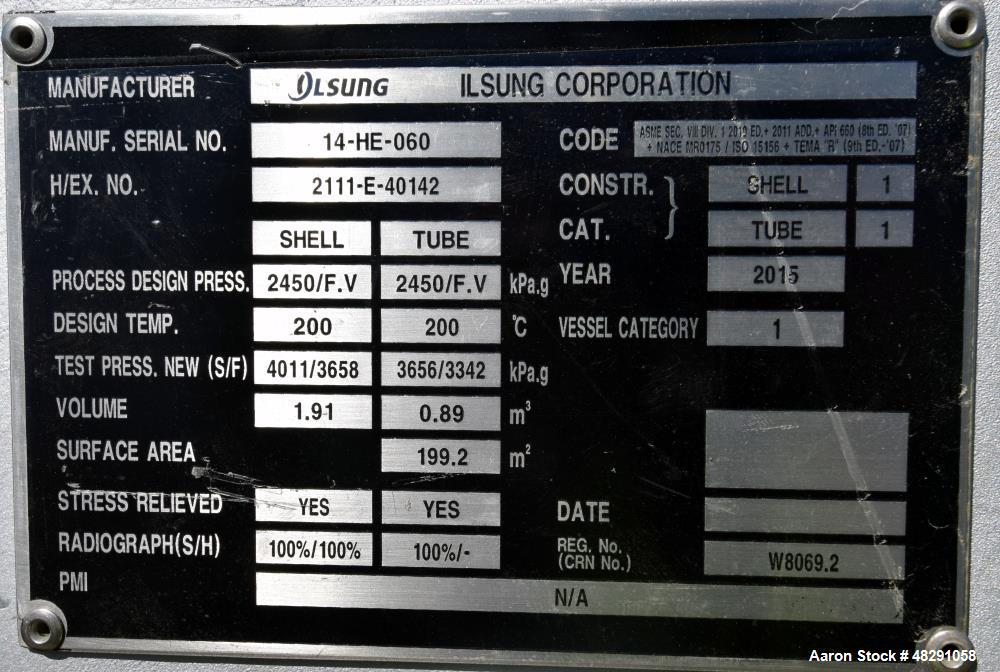 MANUFACTURER ILSUNG ILSUNG CORPORATION
MANUF. SERIAL NO. 14-HE-060
H/EX. NO. 2111-E-40142
SHELL TUBE
PROCESS DESIGN PRESS. 2450/F.V 2450/F.V kPa.g
DESIGN TEMP. 200 200 ℃
TEST PRESS. NEW (S/F) 4011/3658 3656/3342 kPa.g
VOLUME 1.91 0.89 m³
SURFACE AREA 199.2 m²
STRESS RELIEVED YES YES
RADIOGRAPH(S/H) 100%/100% 100%/-
PMI N/A
CODE ASME SEC. VIII DIV. 1 2010 ED.+ 2011 ADD.+ API 660 (8th ED. '07)
+ NACE MR0175 / ISO 15156 + TEMA "R" (9th ED.-'07)
CONSTR. SHELL 1
CAT. TUBE 1
YEAR 2015
VESSEL CATEGORY 1
DATE
REG. No.
(CRN No.) W8069.2
Aaron Stock # 48291058